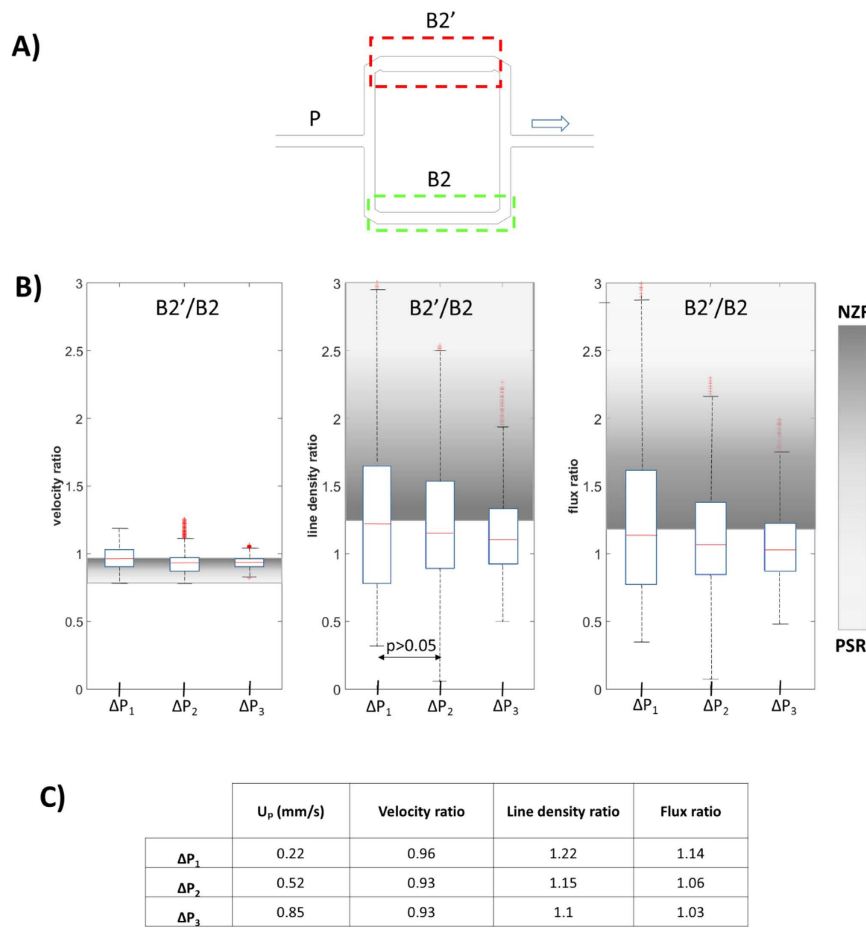 A)
B2’
P
B2
B)
B2’/B2
velocity ratio
3
2.5
2
1.5
1
0.5
0
ΔP₁ ΔP₂ ΔP₃
B2’/B2
line density ratio
3
2.5
2
1.5
1
0.5
0
p>0.05
ΔP₁ ΔP₂ ΔP₃
B2’/B2
flux ratio
3
2.5
2
1.5
1
0.5
0
ΔP₁ ΔP₂ ΔP₃
NZF
PSR
C)
Uₚ (mm/s) Velocity ratio Line density ratio Flux ratio
ΔP₁ 0.22 0.96 1.22 1.14
ΔP₂ 0.52 0.93 1.15 1.06
ΔP₃ 0.85 0.93 1.1 1.03